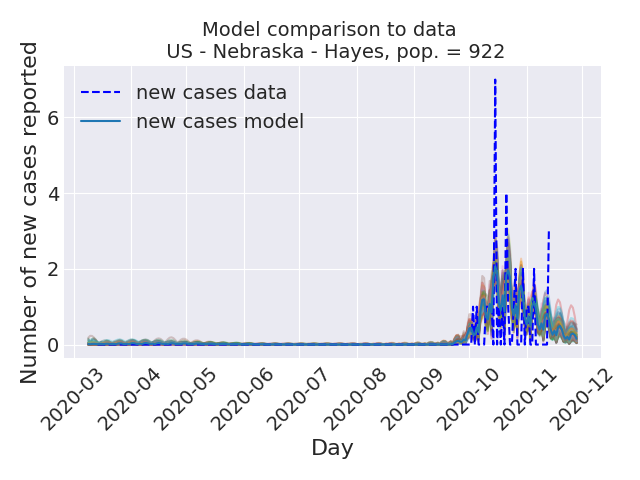 Model comparison to data
US - Nebraska - Hayes, pop. = 922
new cases data
new cases model
Number of new cases reported
6
4
2
0
2020-03
2020-04
2020-05
2020-06
2020-07
2020-08
2020-09
2020-10
2020-11
2020-12
Day